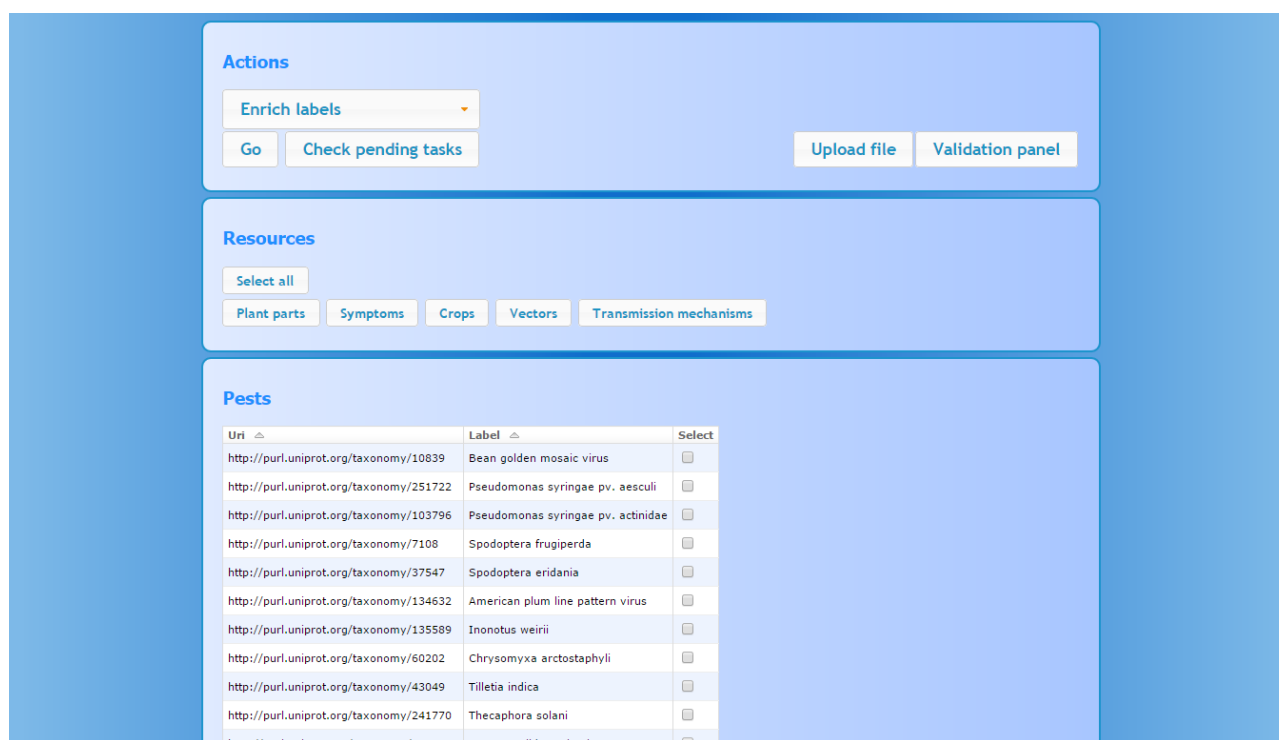 Actions
Enrich labels
Go Check pending tasks Upload file Validation panel
Resources
Select all
Plant parts Symptoms Crops Vectors Transmission mechanisms
Pests
Uri Label Select
http://purl.uniprot.org/taxonomy/10839 Bean golden mosaic virus
http://purl.uniprot.org/taxonomy/251722 Pseudomonas syringae pv. aesculi
http://purl.uniprot.org/taxonomy/103796 Pseudomonas syringae pv. actinidae
http://purl.uniprot.org/taxonomy/7108 Spodoptera frugiperda
http://purl.uniprot.org/taxonomy/37547 Spodoptera eridania
http://purl.uniprot.org/taxonomy/134632 American plum line pattern virus
http://purl.uniprot.org/taxonomy/135589 Inonotus weirii
http://purl.uniprot.org/taxonomy/60202 Chrysomyxa arctostaphyli
http://purl.uniprot.org/taxonomy/43049 Tilletia indica
http://purl.uniprot.org/taxonomy/241770 Thecaphora solani